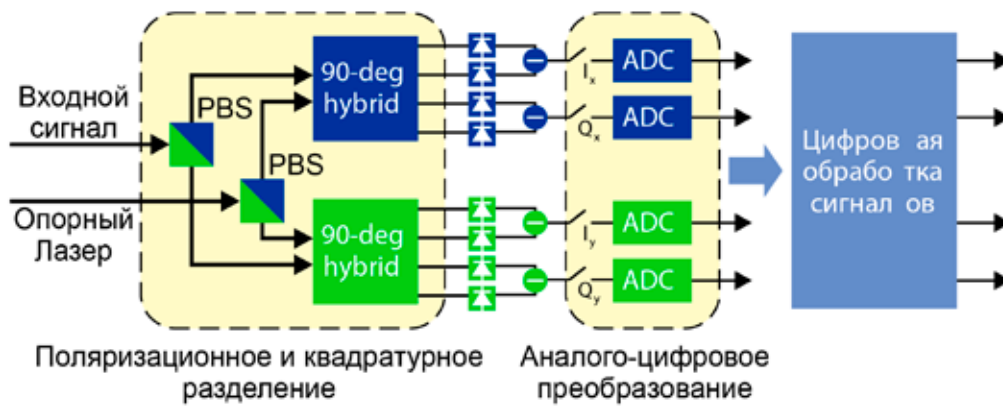 Входной
сигнал
PBS
Опорный
Лазер
PBS
90-deg
hybrid
90-deg
hybrid
Ix
ADC
Qx
ADC
Iy
ADC
Qy
ADC
Цифров ая
обрабо тка
сигнал ов
Поляризационное и квадратурное
разделение
Аналого-цифровое
преобразование